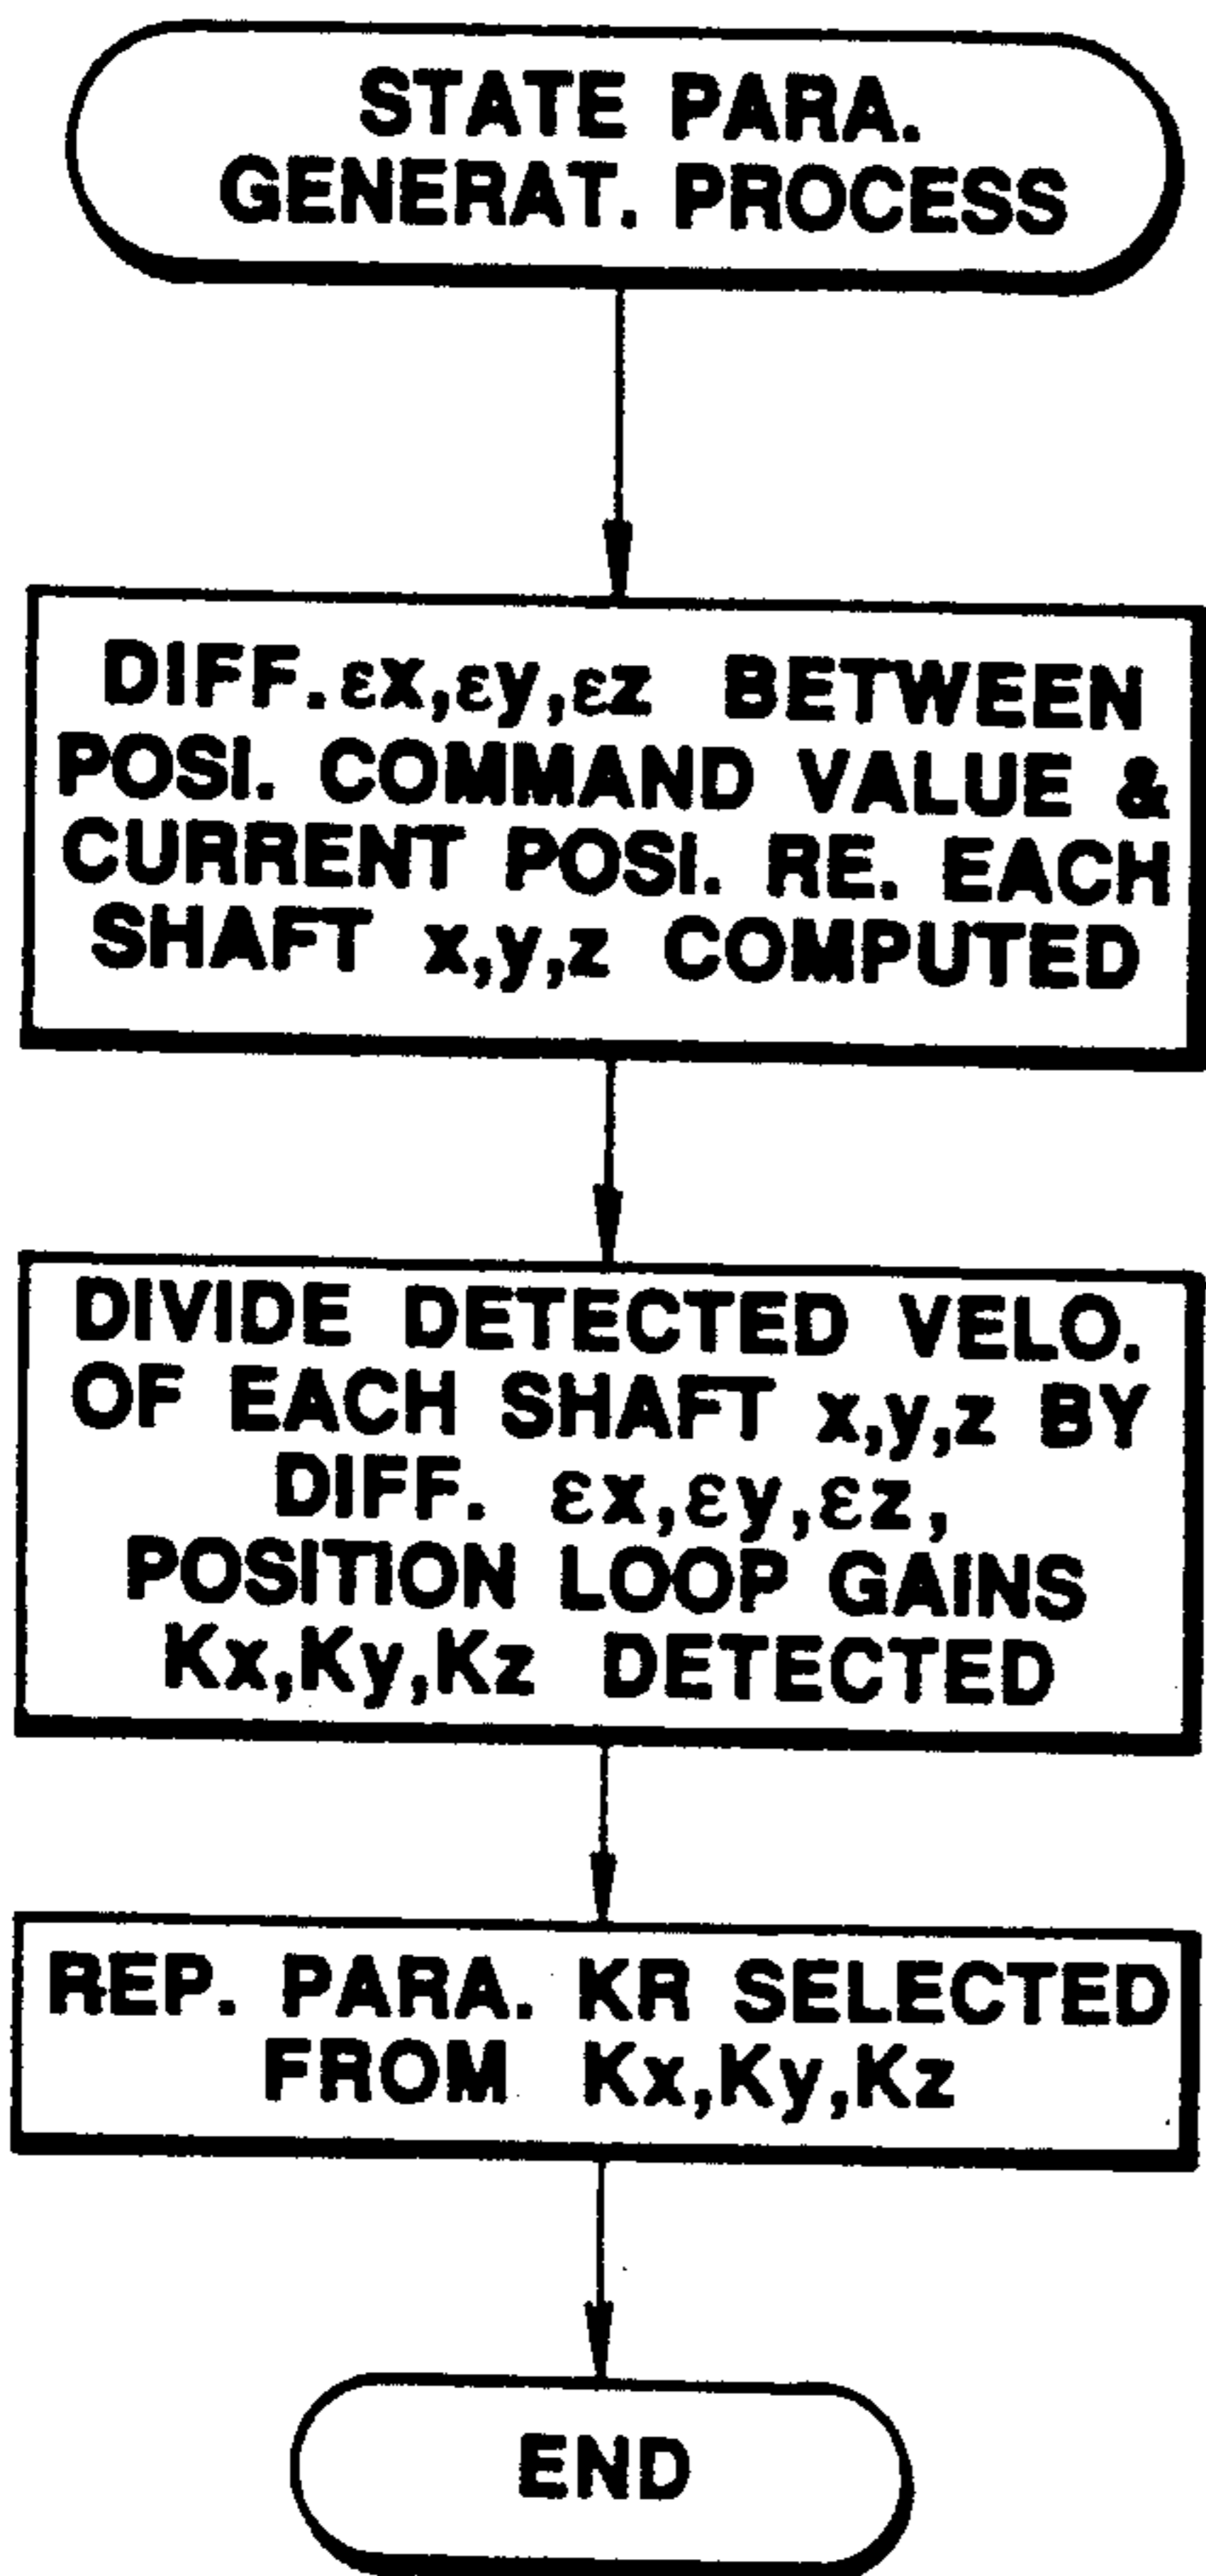 STATE PARA.
GENERAT. PROCESS
DIFF. εx,εy,εz BETWEEN
POSI. COMMAND VALUE &
CURRENT POSI. RE. EACH
SHAFT x,y,z COMPUTED
DIVIDE DETECTED VELO.
OF EACH SHAFT x,y,z BY
DIFF. εx,εy,εz,
POSITION LOOP GAINS
Kx,Ky,Kz DETECTED
REP. PARA. KR SELECTED
FROM Kx,Ky,Kz
END